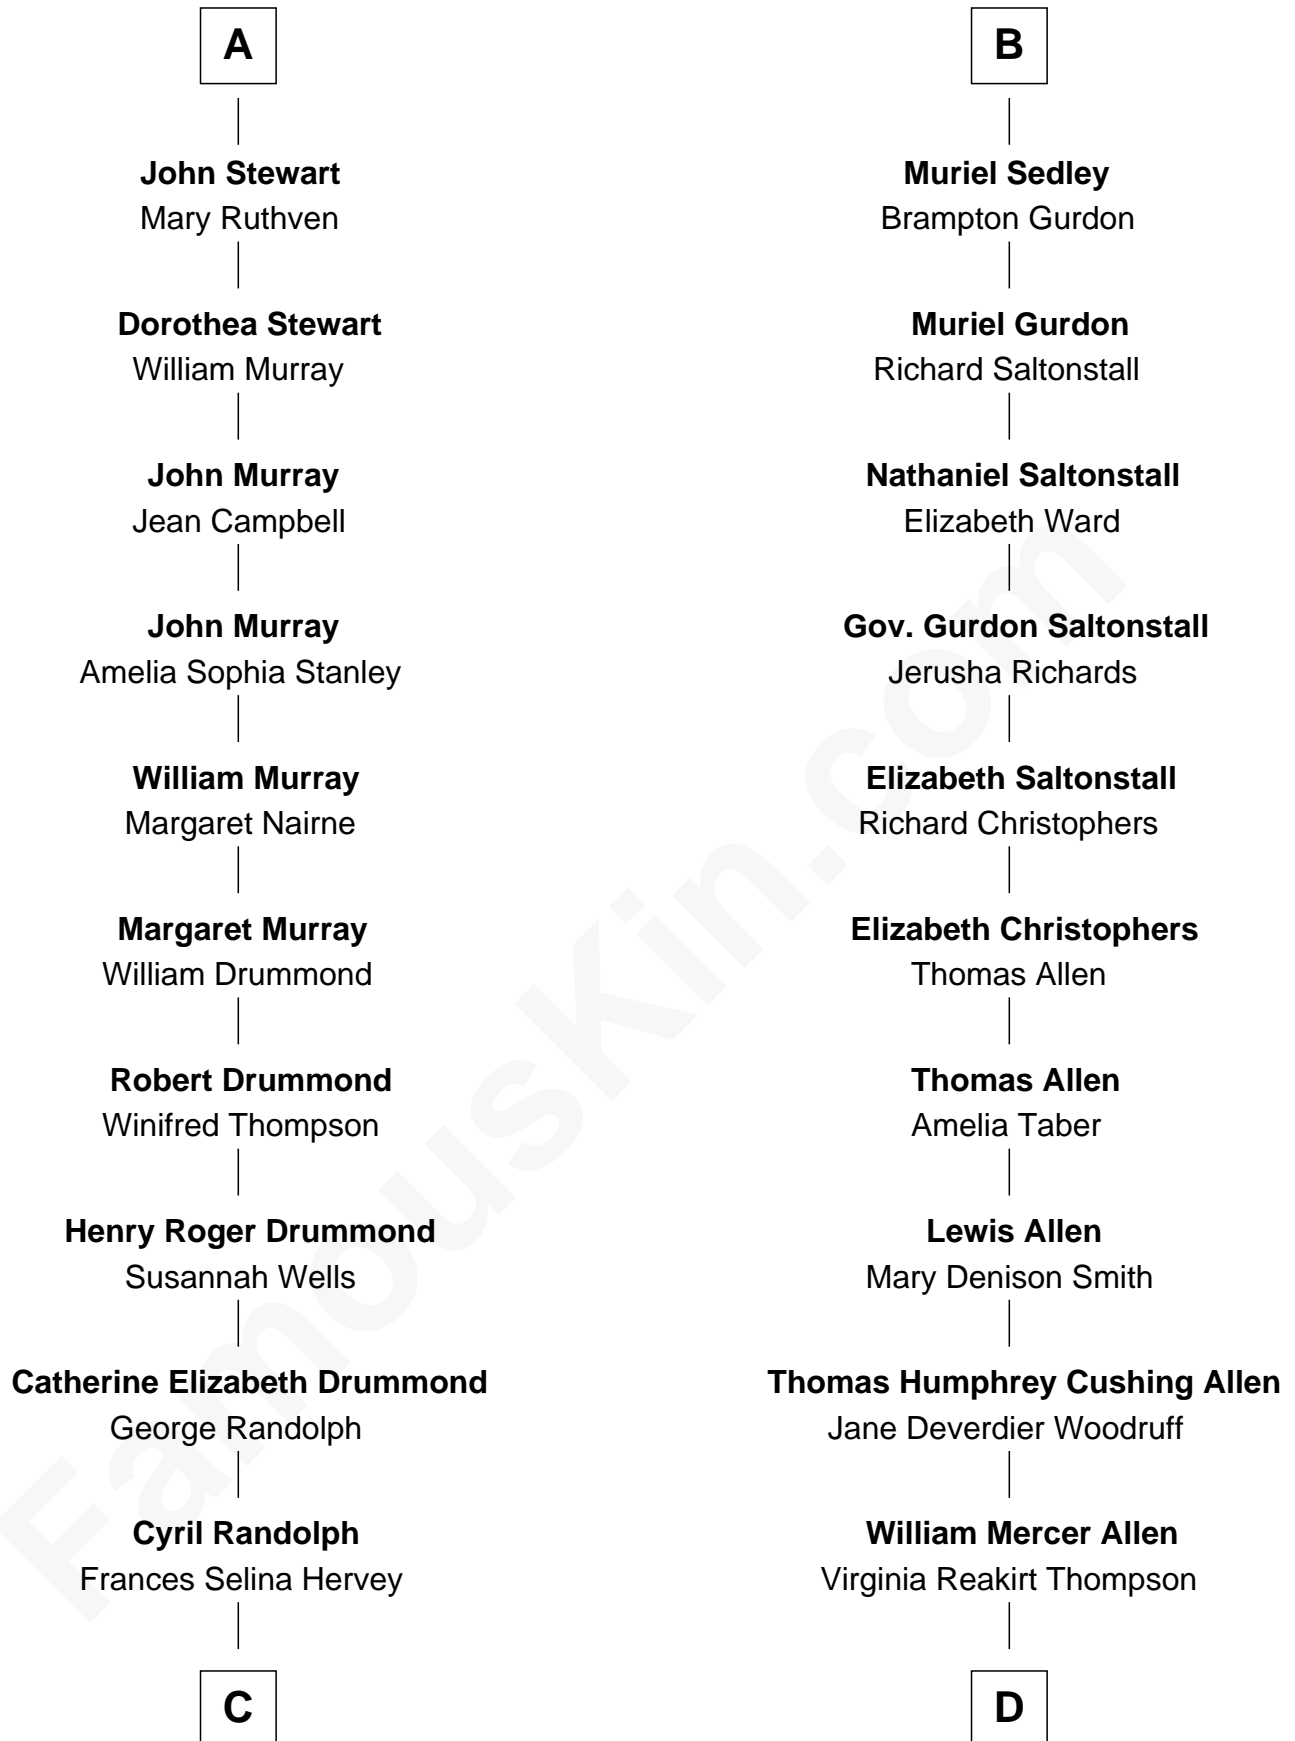 A
John Stewart
Mary Ruthven
Dorothea Stewart
William Murray
John Murray
Jean Campbell
John Murray
Amelia Sophia Stanley
William Murray
Margaret Nairne
Margaret Murray
William Drummond
Robert Drummond
Winifred Thompson
Henry Roger Drummond
Susannah Wells
Catherine Elizabeth Drummond
George Randolph
Cyril Randolph
Frances Selina Hervey
C
B
Muriel Sedley
Brampton Gurdon
Muriel Gurdon
Richard Saltonstall
Nathaniel Saltonstall
Elizabeth Ward
Gov. Gurdon Saltonstall
Jerusha Richards
Elizabeth Saltonstall
Richard Christophers
Elizabeth Christophers
Thomas Allen
Thomas Allen
Amelia Taber
Lewis Allen
Mary Denison Smith
Thomas Humphrey Cushing Allen
Jane Deverdier Woodruff
William Mercer Allen
Virginia Reakirt Thompson
D
FamousKin.com